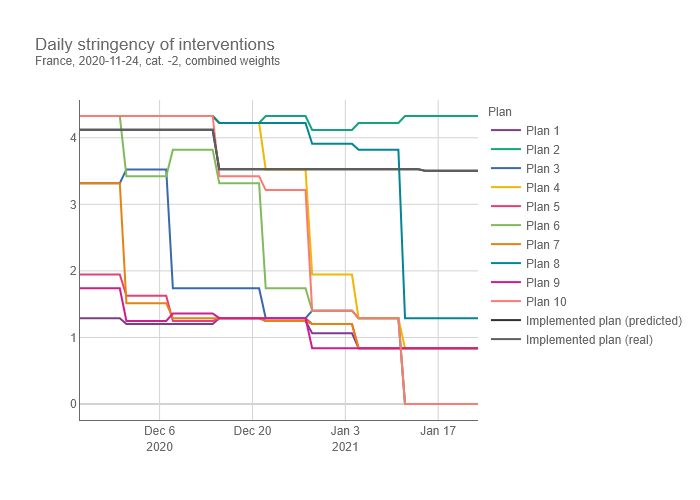 Daily stringency of interventions
France, 2020-11-24, cat. -2, combined weights
Plan
Plan 1
Plan 2
Plan 3
Plan 4
Plan 5
Plan 6
Plan 7
Plan 8
Plan 9
Plan 10
Implemented plan (predicted)
Implemented plan (real)
4
3
2
1
0
Dec 6
2020
Dec 20
Jan 3
2021
Jan 17